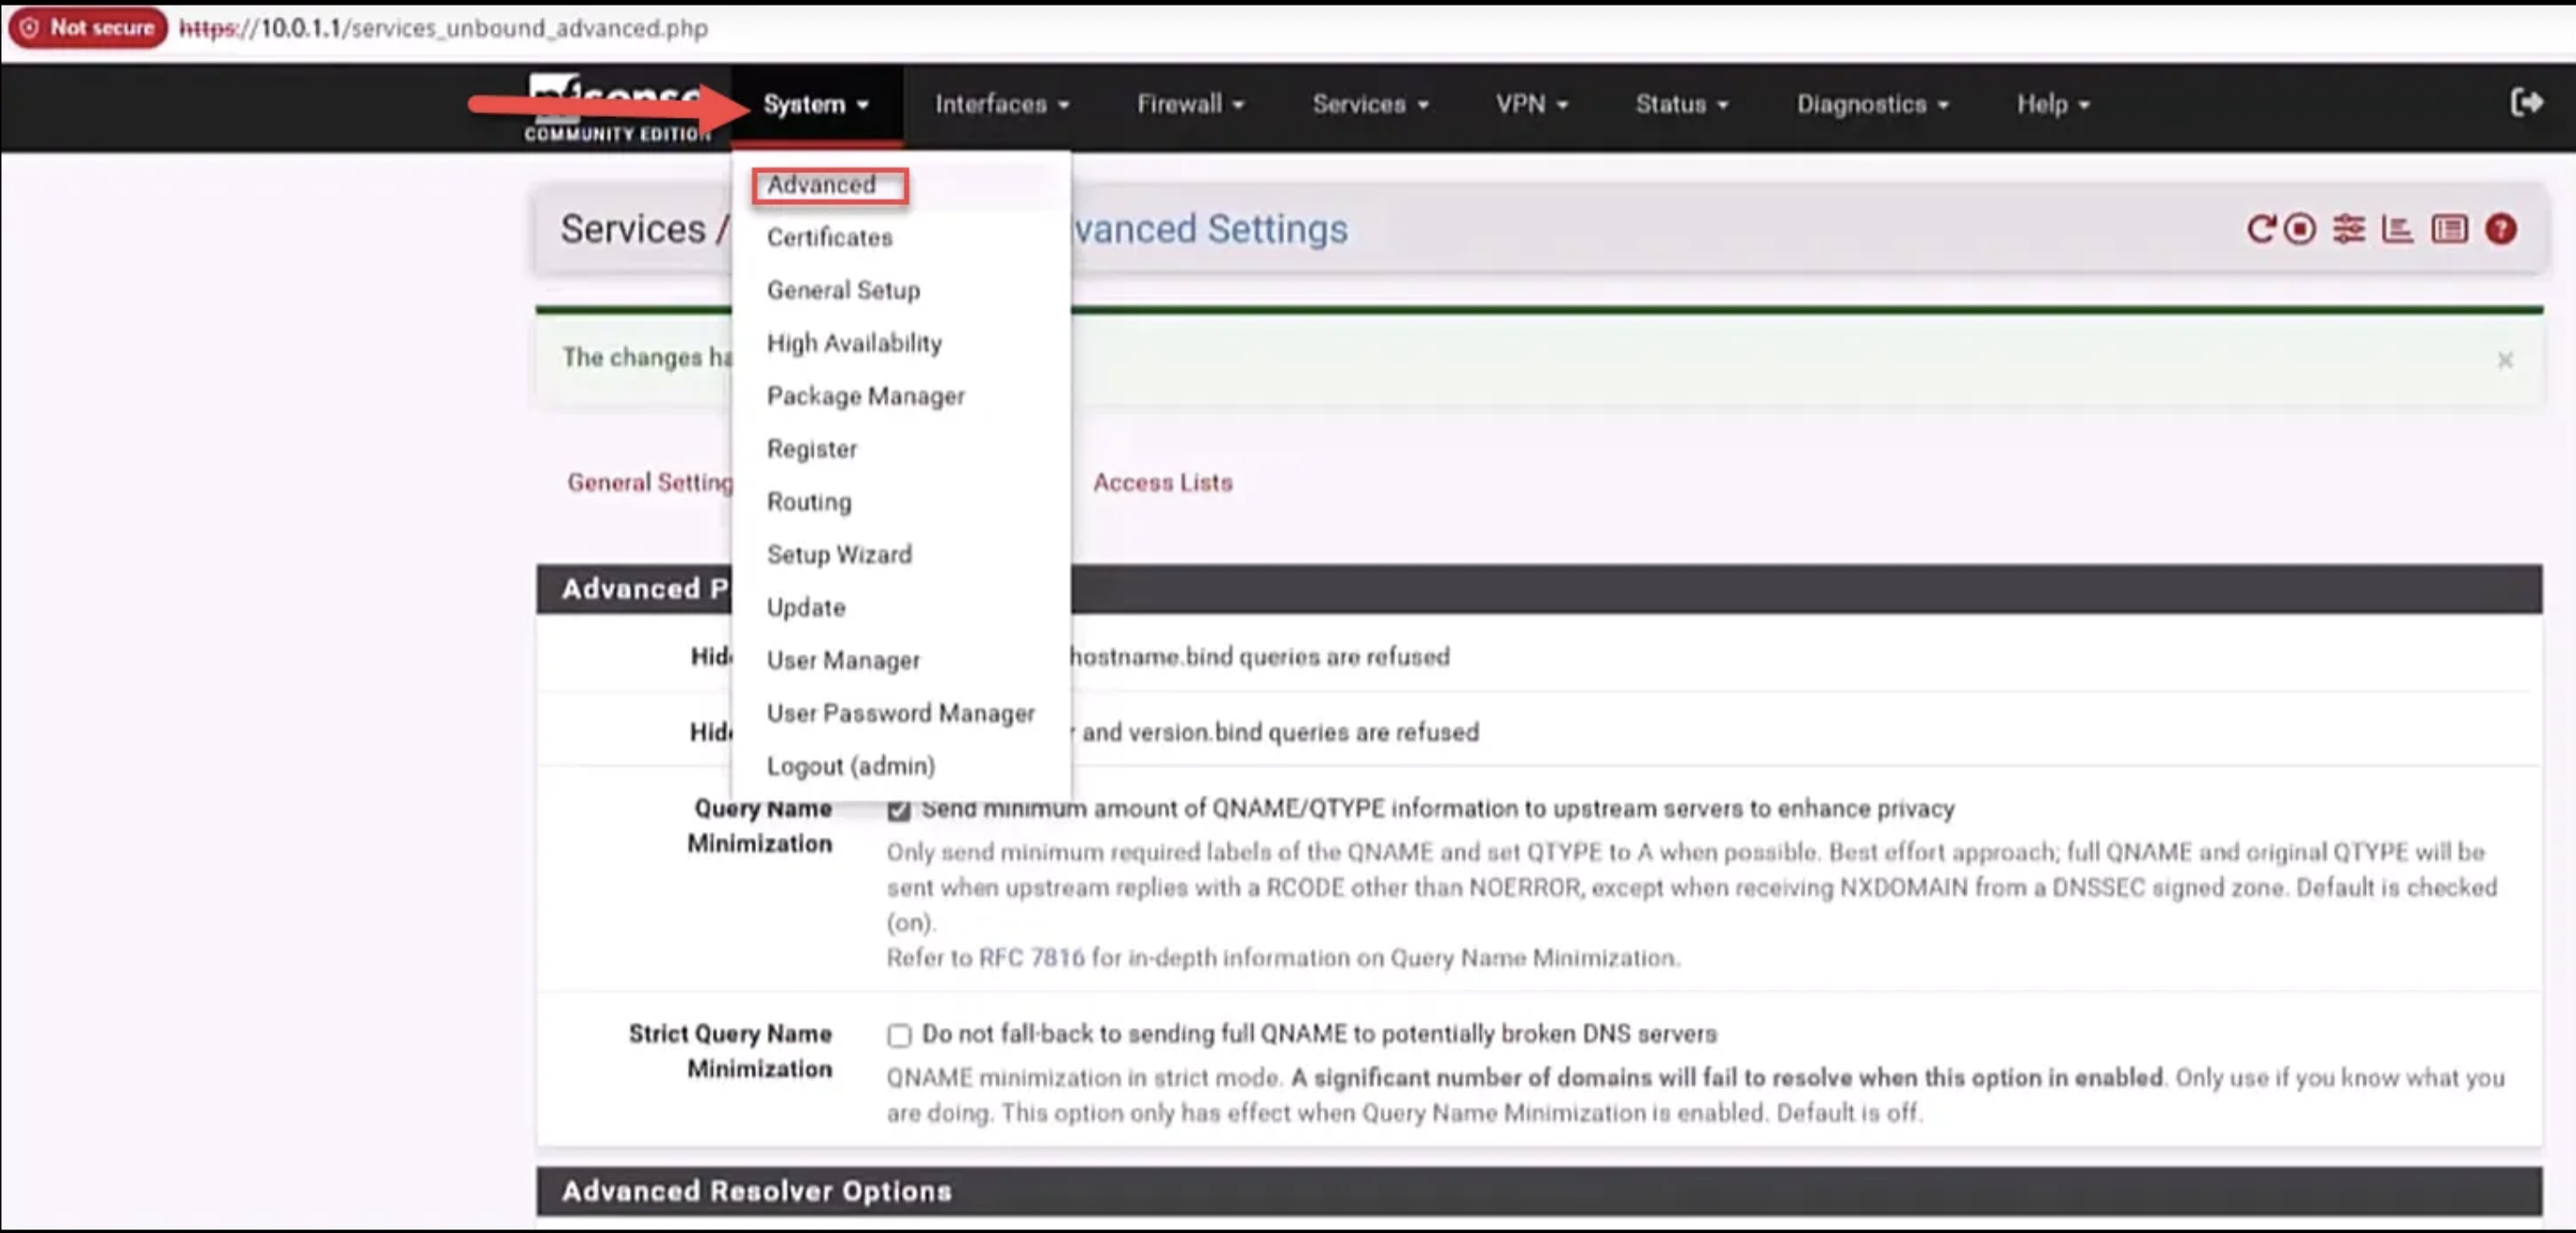 Not secure https://10.0.1.1/services_unbound_advanced.php
COMMUNITY EDITION
System Interfaces Firewall Services VPN Status Diagnostics Help
Advanced
Certificates
General Setup
High Availability
Package Manager
Register
Routing
Setup Wizard
Update
User Manager
User Password Manager
Logout (admin)
Services / vanced Settings
The changes ha
×
General Setting Access Lists
Advanced P
Hid hostname.bind queries are refused
Hid r and version.bind queries are refused
Query Name Minimization
Send minimum amount of QNAME/QTYPE information to upstream servers to enhance privacy
Only send minimum required labels of the QNAME and set QTYPE to A when possible. Best effort approach; full QNAME and original QTYPE will be
sent when upstream replies with a RCODE other than NOERROR, except when receiving NXDOMAIN from a DNSSEC signed zone. Default is checked
(on).
Refer to RFC 7816 for in-depth information on Query Name Minimization.
Strict Query Name Minimization
Do not fall-back to sending full QNAME to potentially broken DNS servers
QNAME minimization in strict mode. A significant number of domains will fail to resolve when this option in enabled. Only use if you know what you
are doing. This option only has effect when Query Name Minimization is enabled. Default is off.
Advanced Resolver Options